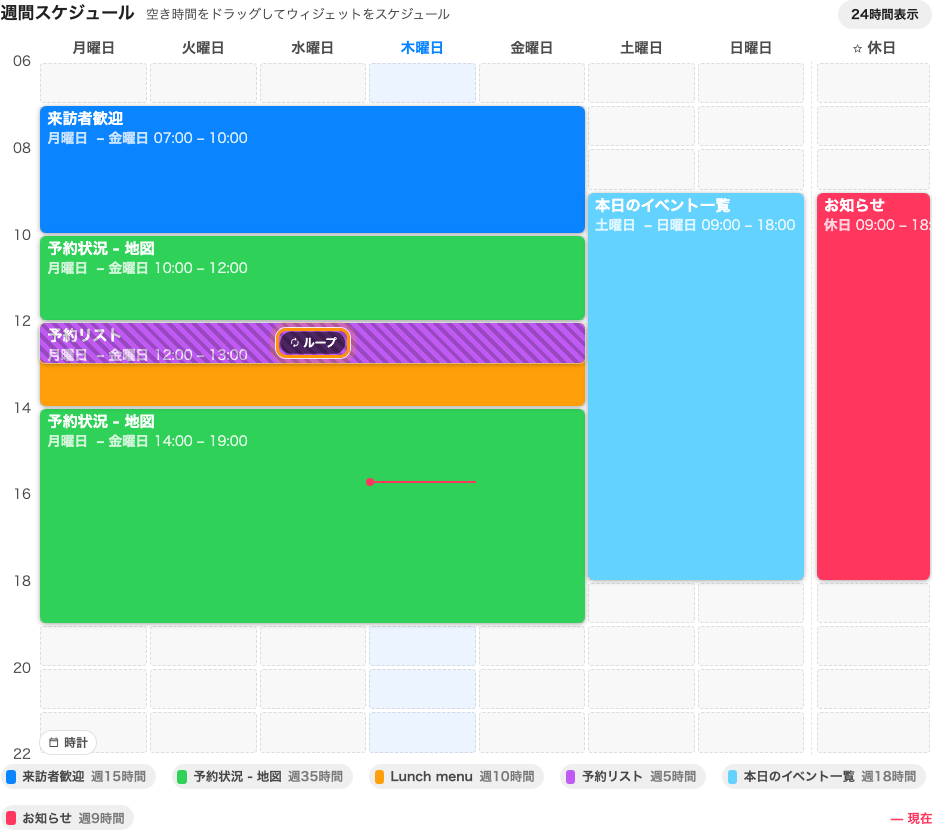 週間スケジュール 空き時間をドラッグしてウィジェットをスケジュール 24時間表示
月曜日 火曜日 水曜日 木曜日 金曜日 土曜日 日曜日 ☆ 休日
06
来訪者歓迎
月曜日 – 金曜日 07:00 – 10:00
08
本日のイベント一覧
土曜日 – 日曜日 09:00 – 18:00
お知らせ
休日 09:00 – 18:
10
予約状況 - 地図
月曜日 – 金曜日 10:00 – 12:00
12
予約リスト
月曜日 – 金曜日 12:00 – 13:00
ループ
14
予約状況 - 地図
月曜日 – 金曜日 14:00 – 19:00
16
18
20
時計
22
来訪者歓迎 週15時間 予約状況 - 地図 週35時間 Lunch menu 週10時間 予約リスト 週5時間 本日のイベント一覧 週18時間
お知らせ 週9時間 — 現在